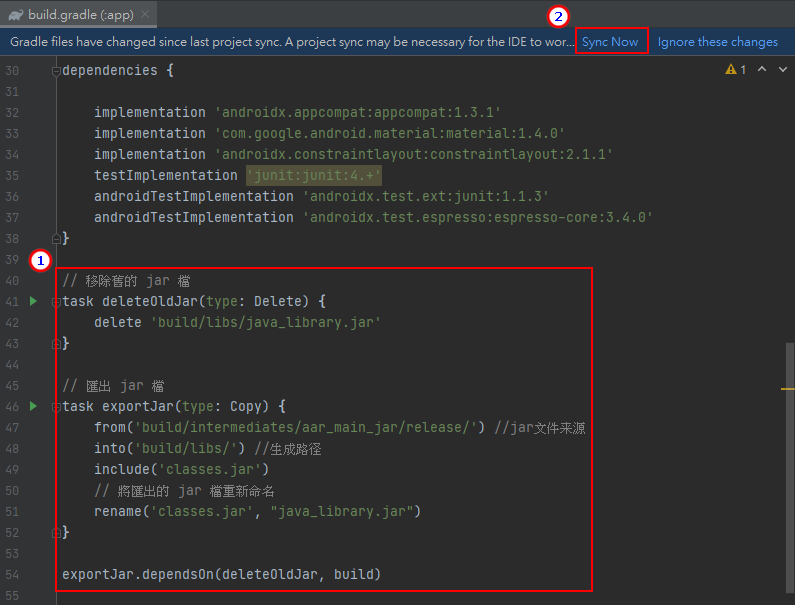 build.gradle (:app)
2
Gradle files have changed since last project sync. A project sync may be necessary for the IDE to wor... Sync Now Ignore these changes
30 dependencies { 1
31
32 implementation 'androidx.appcompat:appcompat:1.3.1'
33 implementation 'com.google.android.material:material:1.4.0'
34 implementation 'androidx.constraintlayout:constraintlayout:2.1.1'
35 testImplementation 'junit:junit:4.+'
36 androidTestImplementation 'androidx.test.ext:junit:1.1.3'
37 androidTestImplementation 'androidx.test.espresso:espresso-core:3.4.0'
38 }
39 1
40 // 移除舊的 jar 檔
41 task deleteOldJar(type: Delete) {
42 delete 'build/libs/java_library.jar'
43 }
44
45 // 匯出 jar 檔
46 task exportJar(type: Copy) {
47 from('build/intermediates/aar_main_jar/release/') //jar文件来源
48 into('build/libs/') //生成路径
49 include('classes.jar')
50 // 將匯出的 jar 檔重新命名
51 rename('classes.jar', "java_library.jar")
52 }
53
54 exportJar.dependsOn(deleteOldJar, build)
55